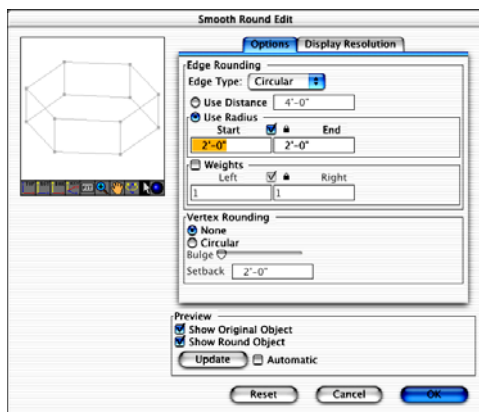 Smooth Round Edit
Options Display Resolution
Edge Rounding
Edge Type: Circular
Use Distance 4'-0"
Use Radius
Start End
2'-0" 2'-0"
Weights
Left Right
1 1
Vertex Rounding
None
Circular
Bulge
Setback 2'-0"
Preview
Show Original Object
Show Round Object
Update Automatic
Reset Cancel OK